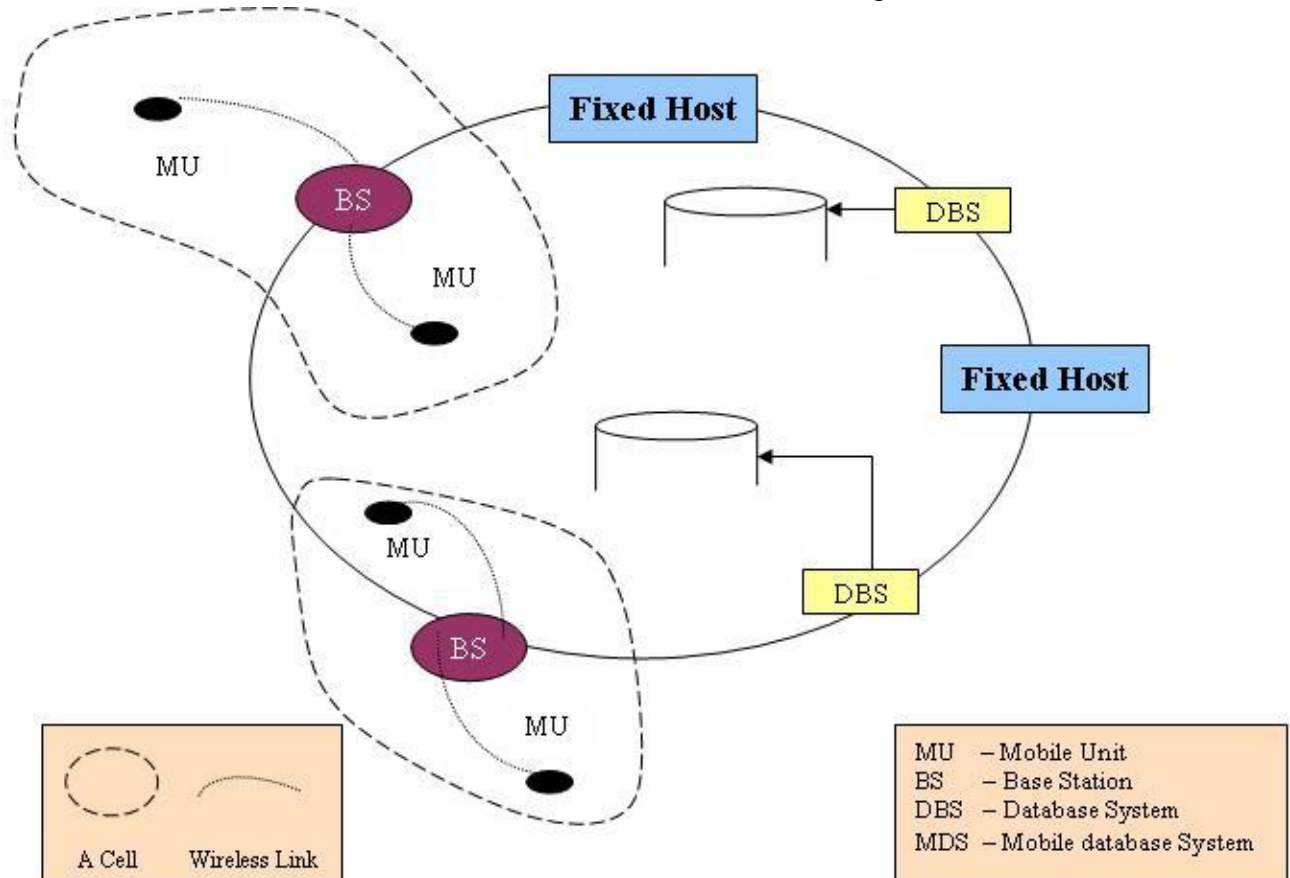 Fixed Host
MU
BS
DBS
MU
Fixed Host
MU
DBS
BS
MU
A Cell
Wireless Link
MU – Mobile Unit
BS – Base Station
DBS – Database System
MDS – Mobile database System